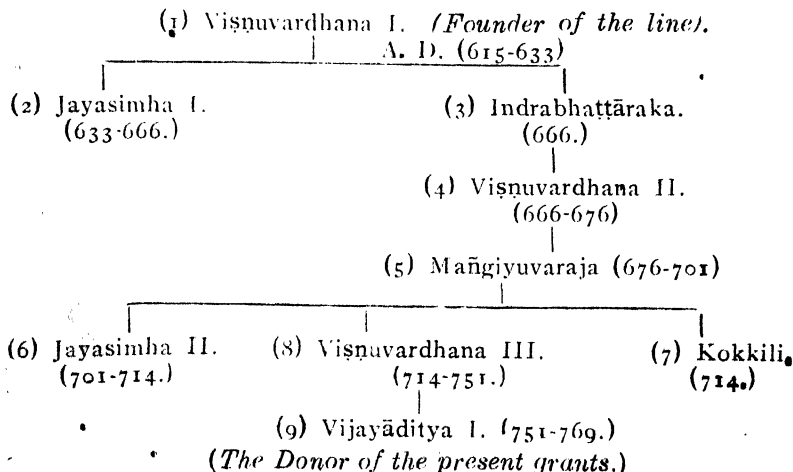 (1) Viṣṇuvardhana I. (Founder of the line).
A. D. (615-633)
(2) Jayasimha I. (3) Indrabhaṭṭāraka.
(633-666.) (666.)
(4) Viṣṇuvardhana II.
(666-676)
(5) Mañgiyuvaraja (676-701)
(6) Jayasimha II. (8) Viṣṇuvardhana III. (7) Kokkili.
(701-714.) (714-751.) (714.)
(9) Vijayāditya I. (751-769.)
(The Donor of the present grants.)